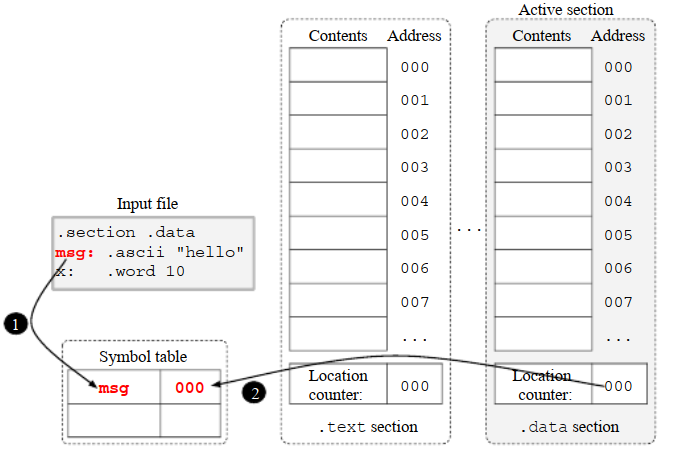 Active section
Contents Address
000
001
002
003
004
005
006
007
...
Location
counter:
000
.text section
...
Contents Address
000
001
002
003
004
005
006
007
...
Location
counter:
000
.data section
Input file
.section .data
msg: .ascii "hello"
x: .word 10
1
Symbol table
msg 000
2